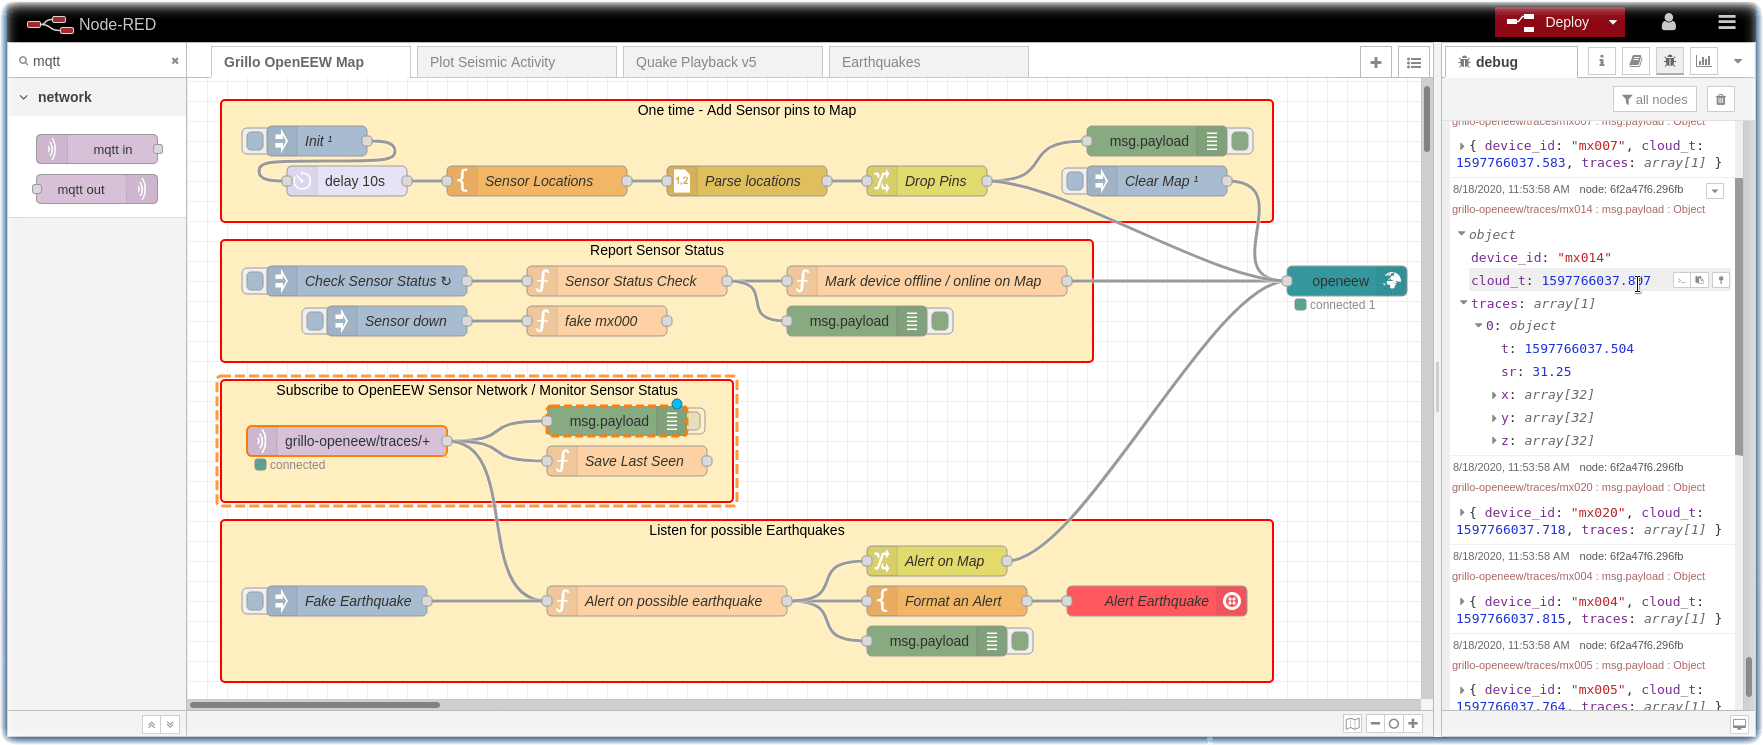 Node-RED
Deploy
mqtt
network
mqtt in
mqtt out
Grillo OpenEEW Map
Plot Seismic Activity
Quake Playback v5
Earthquakes
One time - Add Sensor pins to Map
Init ¹
msg.payload
delay 10s
Sensor Locations
Parse locations
Drop Pins
Clear Map ¹
Report Sensor Status
Check Sensor Status ↻
Sensor Status Check
Mark device offline / online on Map
openeew
connected 1
Sensor down
fake mx000
msg.payload
Subscribe to OpenEEW Sensor Network / Monitor Sensor Status
msg.payload
grillo-openeew/traces/+
connected
Save Last Seen
Listen for possible Earthquakes
Alert on Map
Fake Earthquake
Alert on possible earthquake
Format an Alert
Alert Earthquake
msg.payload
debug
all nodes
grillo-openeew/traces/mx007 : msg.payload : Object
{ device_id: "mx007", cloud_t:
1597766037.583, traces: array[1] }
8/18/2020, 11:53:58 AM node: 6f2a47f6.296fb
grillo-openeew/traces/mx014 : msg.payload : Object
object
device_id: "mx014"
cloud_t: 1597766037.807
traces: array[1]
0: object
t: 1597766037.504
sr: 31.25
x: array[32]
y: array[32]
z: array[32]
8/18/2020, 11:53:58 AM node: 6f2a47f6.296fb
grillo-openeew/traces/mx020 : msg.payload : Object
{ device_id: "mx020", cloud_t:
1597766037.718, traces: array[1] }
8/18/2020, 11:53:58 AM node: 6f2a47f6.296fb
grillo-openeew/traces/mx004 : msg.payload : Object
{ device_id: "mx004", cloud_t:
1597766037.815, traces: array[1] }
8/18/2020, 11:53:58 AM node: 6f2a47f6.296fb
grillo-openeew/traces/mx005 : msg.payload : Object
{ device_id: "mx005", cloud_t:
1597766037.764, traces: array[1] }